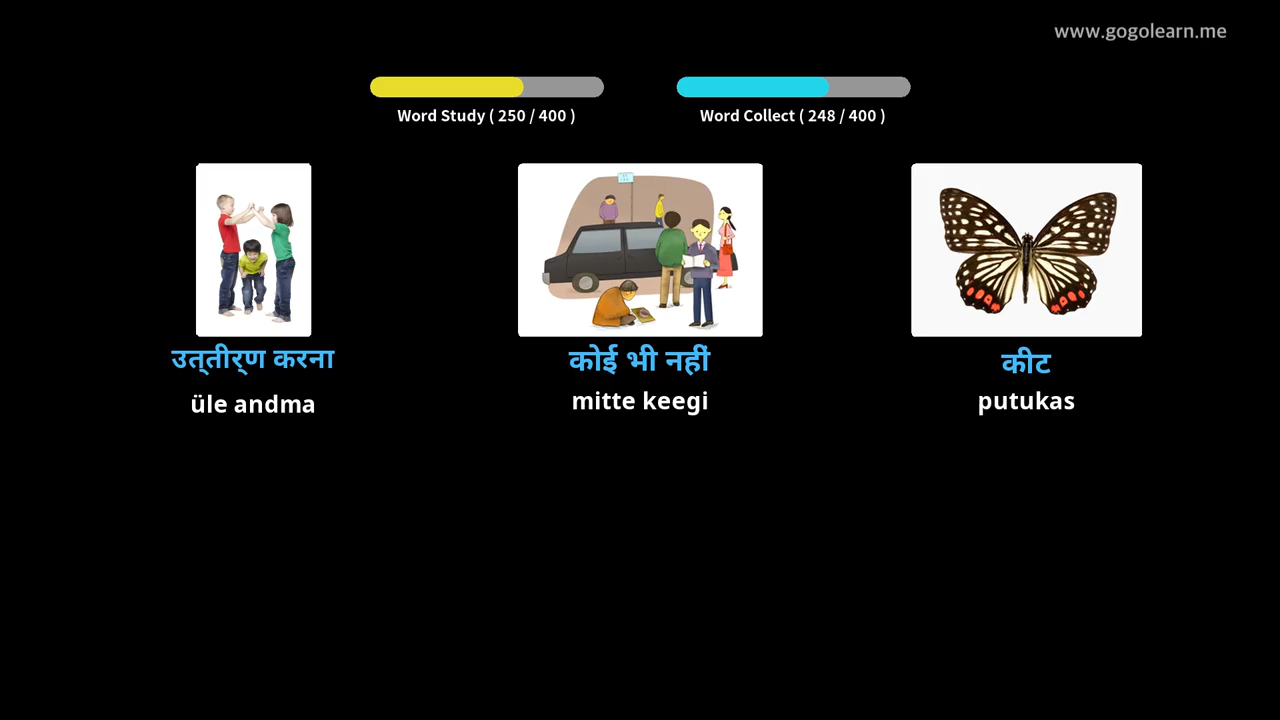 www.gogolearn.me
Word Study ( 250 / 400 )
Word Collect ( 248 / 400 )
उत्तीर्ण करना
कोई भी नहीं
कीट
üle andma
mitte keegi
putukas